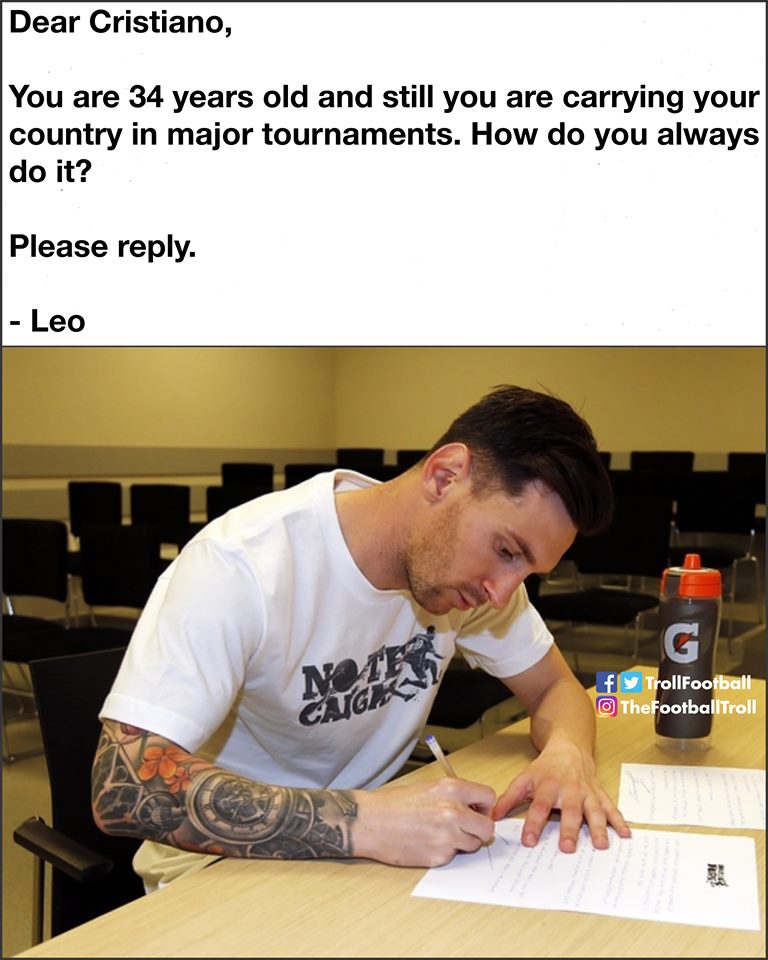 Dear Cristiano,
You are 34 years old and still you are carrying your
country in major tournaments. How do you always
do it?
Please reply.
- Leo
NO TE
CAIGAS
G
TrollFootball
TheFootballTroll